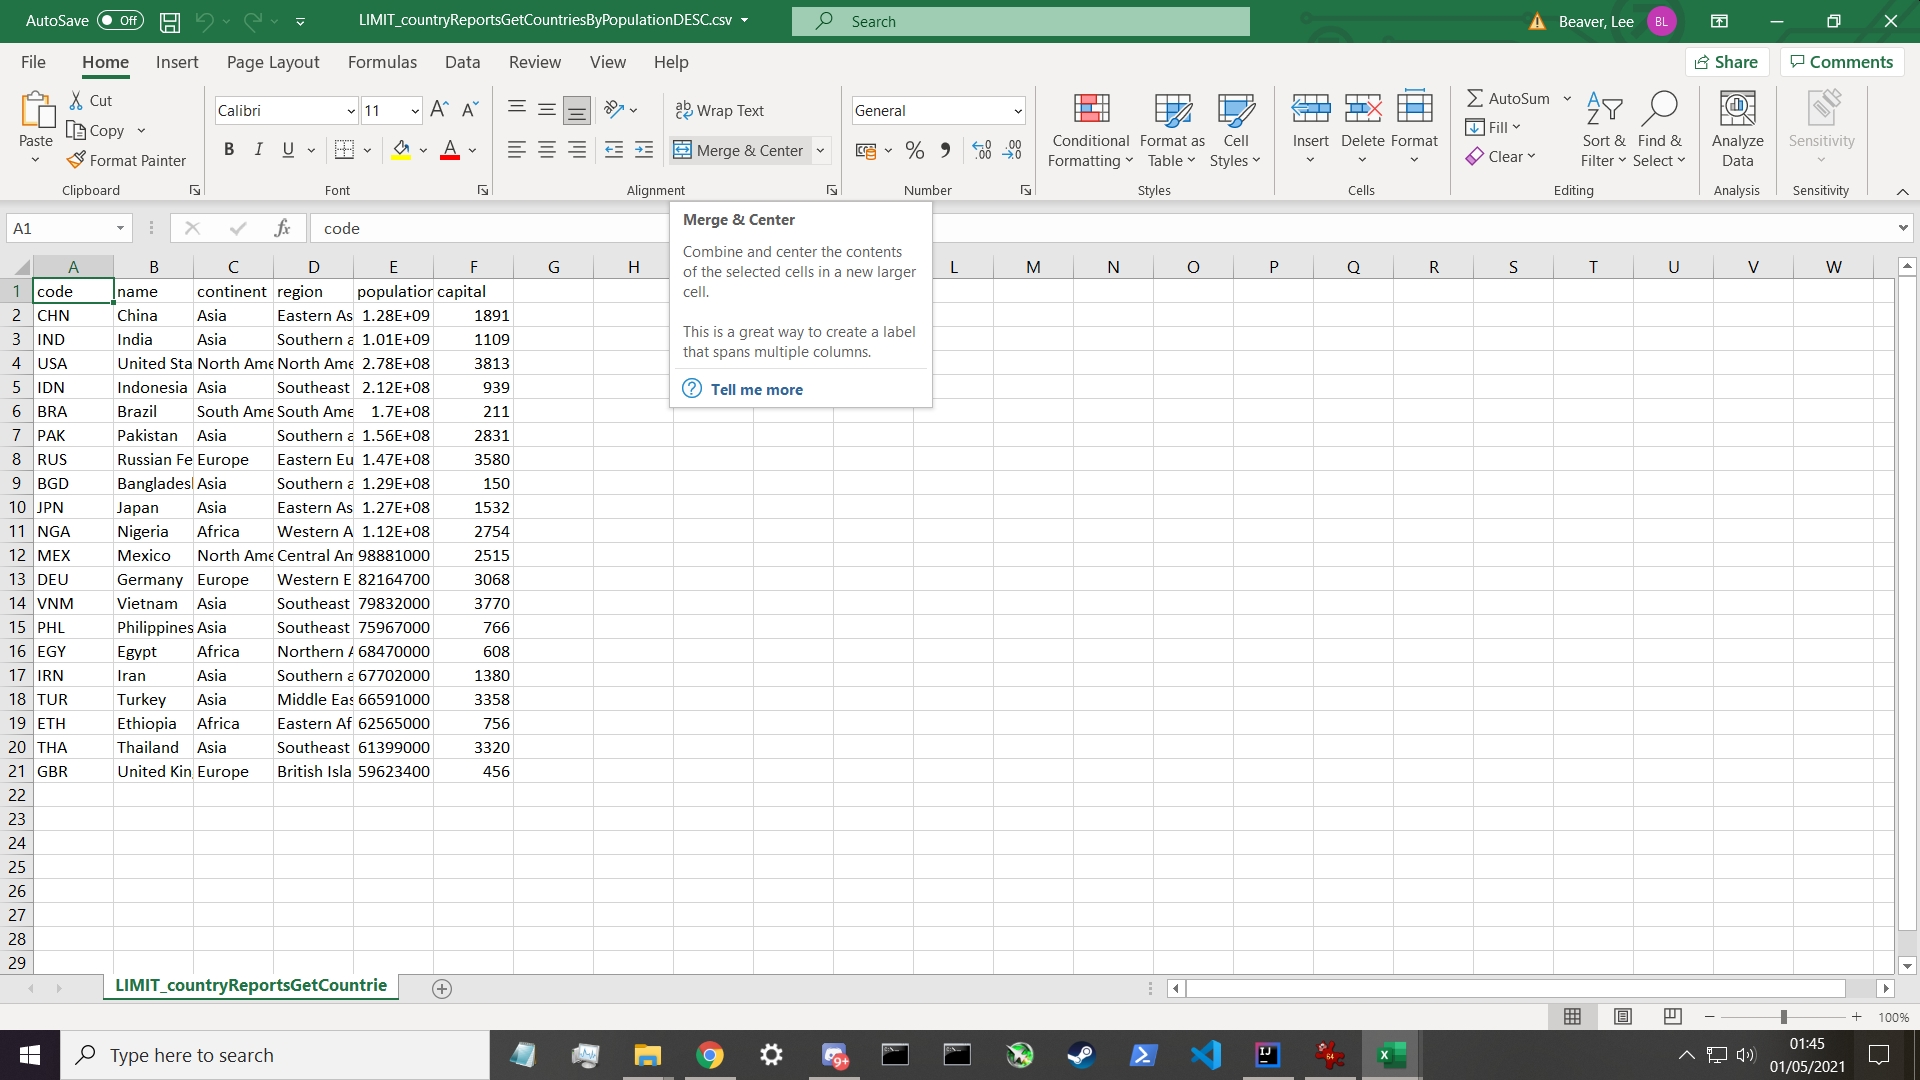 AutoSave Off LIMIT_countryReportsGetCountriesByPopulationDESC.csv Search Beaver, Lee BL
File Home Insert Page Layout Formulas Data Review View Help Share Comments
Paste Cut Copy Format Painter Clipboard
Calibri 11 B I U A Font
ab Wrap Text Merge & Center Alignment
General % Number
Conditional Formatting Format as Table Cell Styles Styles
Insert Delete Format Cells
AutoSum Fill Clear Sort & Filter Find & Select Editing
Analyze Data Analysis
Sensitivity Sensitivity
A1 fx code
Merge & Center
Combine and center the contents
of the selected cells in a new larger
cell.
This is a great way to create a label
that spans multiple columns.
Tell me more
A B C D E F G H L M N O P Q R S T U V W
1 code name continent region population capital
2 CHN China Asia Eastern As 1.28E+09 1891
3 IND India Asia Southern a 1.01E+09 1109
4 USA United Sta North Ame North Ame 2.78E+08 3813
5 IDN Indonesia Asia Southeast 2.12E+08 939
6 BRA Brazil South Ame South Ame 1.7E+08 211
7 PAK Pakistan Asia Southern a 1.56E+08 2831
8 RUS Russian Fe Europe Eastern Eu 1.47E+08 3580
9 BGD Banglades Asia Southern a 1.29E+08 150
10 JPN Japan Asia Eastern As 1.27E+08 1532
11 NGA Nigeria Africa Western A 1.12E+08 2754
12 MEX Mexico North Ame Central Am 98881000 2515
13 DEU Germany Europe Western E 82164700 3068
14 VNM Vietnam Asia Southeast 79832000 3770
15 PHL Philippines Asia Southeast 75967000 766
16 EGY Egypt Africa Northern A 68470000 608
17 IRN Iran Asia Southern a 67702000 1380
18 TUR Turkey Asia Middle Eas 66591000 3358
19 ETH Ethiopia Africa Eastern Af 62565000 756
20 THA Thailand Asia Southeast 61399000 3320
21 GBR United Kin Europe British Isla 59623400 456
22
23
24
25
26
27
28
29
LIMIT_countryReportsGetCountrie
100%
Type here to search 9+ IJ 64 01:45
01/05/2021